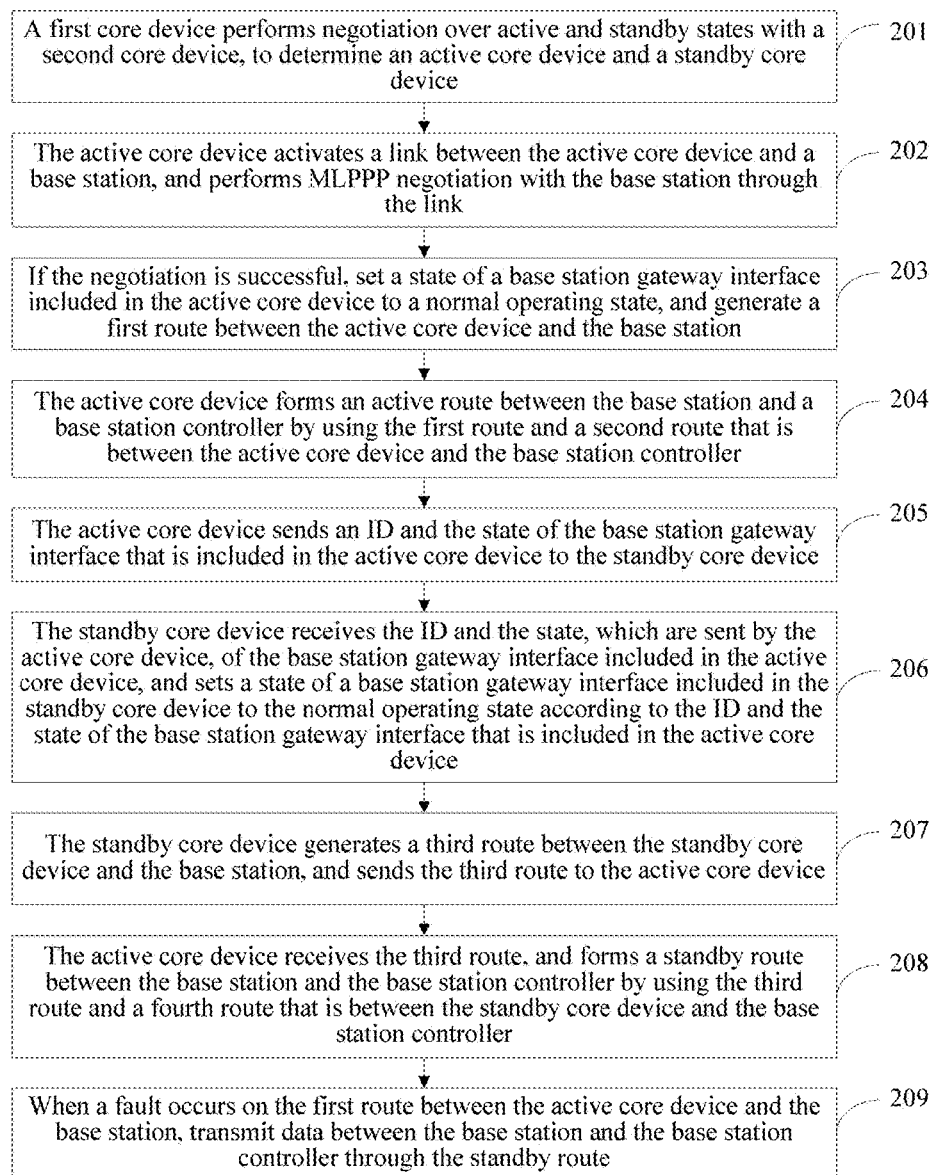 A first core device performs negotiation over active and standby states with a
second core device, to determine an active core device and a standby core
device
201
The active core device activates a link between the active core device and a
base station, and performs MLPPP negotiation with the base station through
the link
202
If the negotiation is successful, set a state of a base station gateway interface
included in the active core device to a normal operating state, and generate a
first route between the active core device and the base station
203
The active core device forms an active route between the base station and a
base station controller by using the first route and a second route that is
between the active core device and the base station controller
204
The active core device sends an ID and the state of the base station gateway
interface that is included in the active core device to the standby core device
205
The standby core device receives the ID and the state, which are sent by the
active core device, of the base station gateway interface included in the active
core device, and sets a state of a base station gateway interface included in the
standby core device to the normal operating state according to the ID and the
state of the base station gateway interface that is included in the active core
device
206
The standby core device generates a third route between the standby core
device and the base station, and sends the third route to the active core device
207
The active core device receives the third route, and forms a standby route
between the base station and the base station controller by using the third
route and a fourth route that is between the standby core device and the base
station controller
208
When a fault occurs on the first route between the active core device and the
base station, transmit data between the base station and the base station
controller through the standby route
209